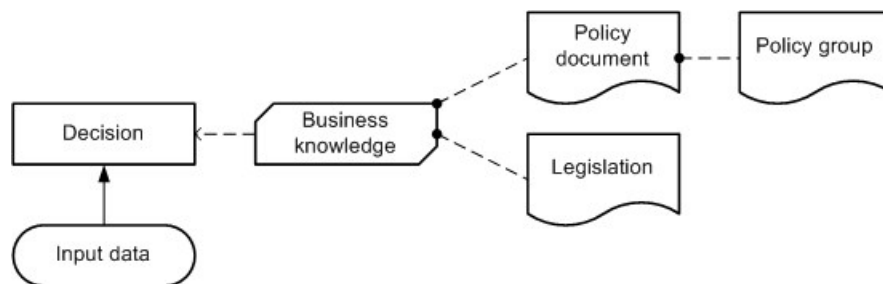 Policy
document
Policy group
Decision
Business
knowledge
Legislation
Input data